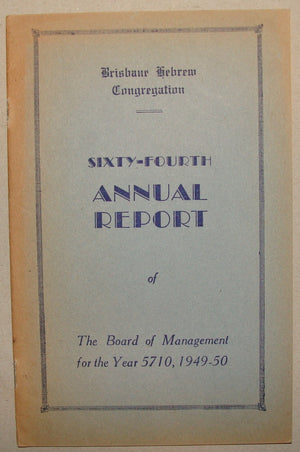 Brisbane Hebrew
Congregation
SIXTY-FOURTH
ANNUAL
REPORT
of
The Board of Management
for the Year 5710, 1949-50